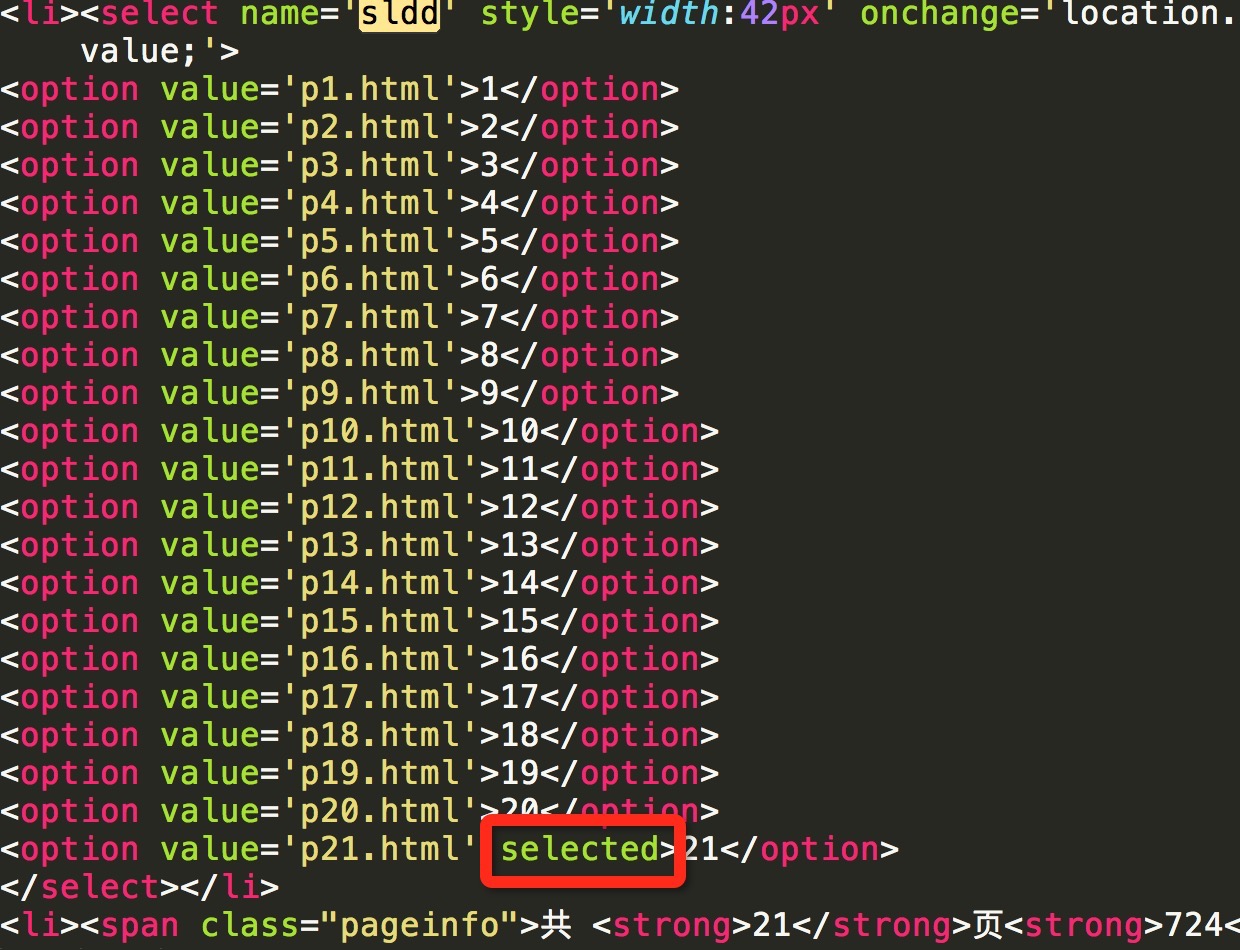 <li><select name='sldd' style='width:42px' onchange='location.
value;'>
<option value='p1.html'>1</option>
<option value='p2.html'>2</option>
<option value='p3.html'>3</option>
<option value='p4.html'>4</option>
<option value='p5.html'>5</option>
<option value='p6.html'>6</option>
<option value='p7.html'>7</option>
<option value='p8.html'>8</option>
<option value='p9.html'>9</option>
<option value='p10.html'>10</option>
<option value='p11.html'>11</option>
<option value='p12.html'>12</option>
<option value='p13.html'>13</option>
<option value='p14.html'>14</option>
<option value='p15.html'>15</option>
<option value='p16.html'>16</option>
<option value='p17.html'>17</option>
<option value='p18.html'>18</option>
<option value='p19.html'>19</option>
<option value='p20.html'>20</option>
<option value='p21.html' selected>21</option>
</select></li>
<li><span class="pageinfo">共 <strong>21</strong>页<strong>724<